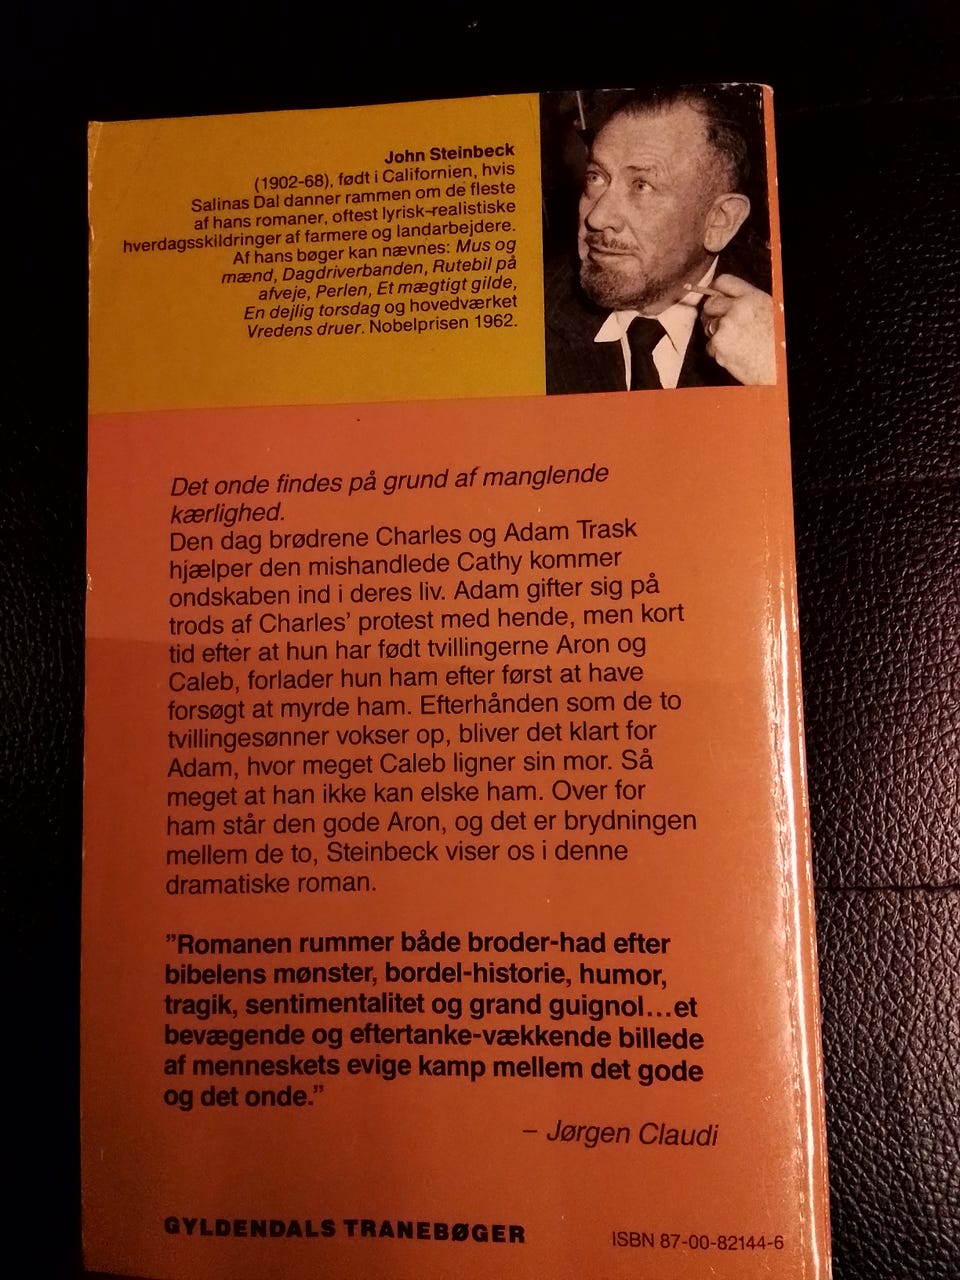 John Steinbeck
(1902-68), født i Californien, hvis
Salinas Dal danner rammen om de fleste
af hans romaner, oftest lyrisk-realistiske
hverdagsskildringer af farmere og landarbejdere.
Af hans bøger kan nævnes: Mus og
mænd, Dagdriverbanden, Rutebil på
afveje, Perlen, Et mægtigt gilde,
En dejlig torsdag og hovedværket
Vredens druer. Nobelprisen 1962.
Det onde findes på grund af manglende
kærlighed.
Den dag brødrene Charles og Adam Trask
hjælper den mishandlede Cathy kommer
ondskaben ind i deres liv. Adam gifter sig på
trods af Charles' protest med hende, men kort
tid efter at hun har født tvillingerne Aron og
Caleb, forlader hun ham efter først at have
forsøgt at myrde ham. Efterhånden som de to
tvillingesønner vokser op, bliver det klart for
Adam, hvor meget Caleb ligner sin mor. Så
meget at han ikke kan elske ham. Over for
ham står den gode Aron, og det er brydningen
mellem de to, Steinbeck viser os i denne
dramatiske roman.
"Romanen rummer både broder-had efter
bibelens mønster, bordel-historie, humor,
tragik, sentimentalitet og grand guignol...et
bevægende og eftertanke-vækkende billede
af menneskets evige kamp mellem det gode
og det onde."
– Jørgen Claudi
GYLDENDALS TRANEBØGER
ISBN 87-00-82144-6